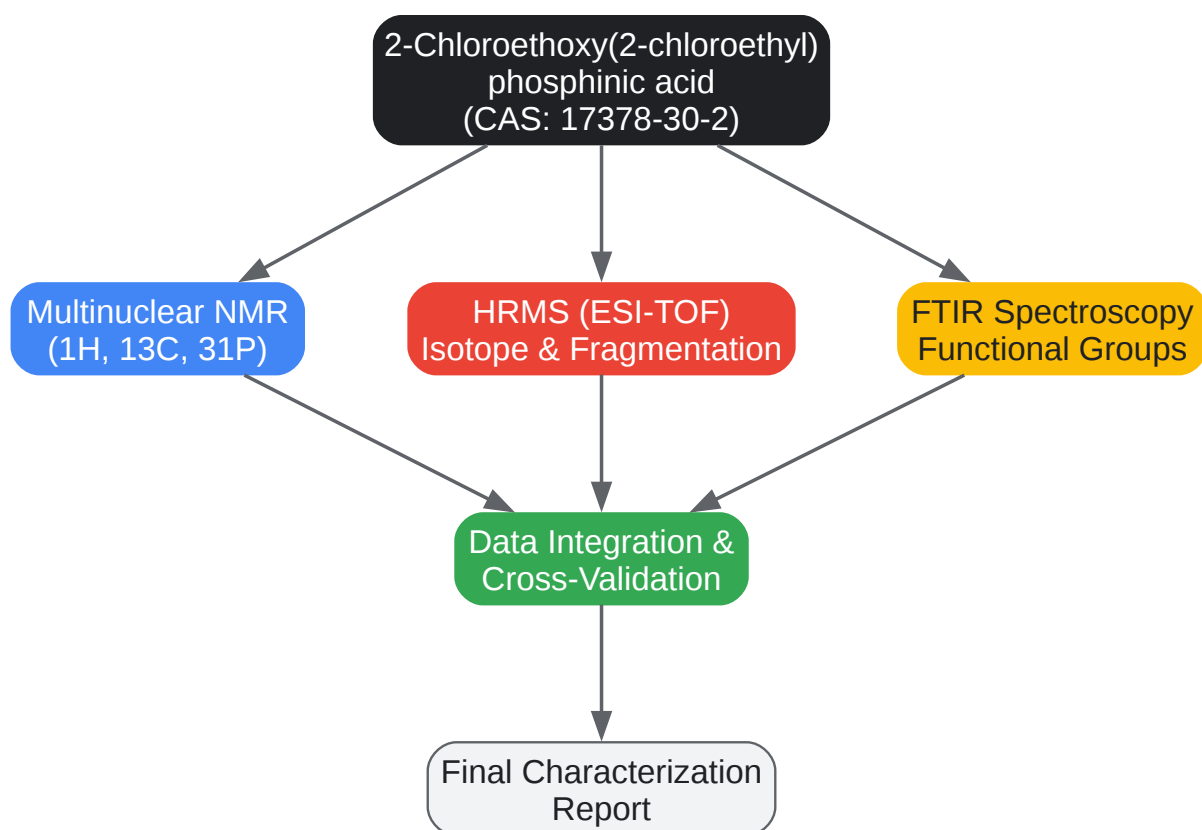 2-Chloroethoxy(2-chloroethyl)
phosphinic acid
(CAS: 17378-30-2)
Multinuclear NMR
(1H, 13C, 31P)
HRMS (ESI-TOF)
Isotope & Fragmentation
FTIR Spectroscopy
Functional Groups
Data Integration &
Cross-Validation
Final Characterization
Report